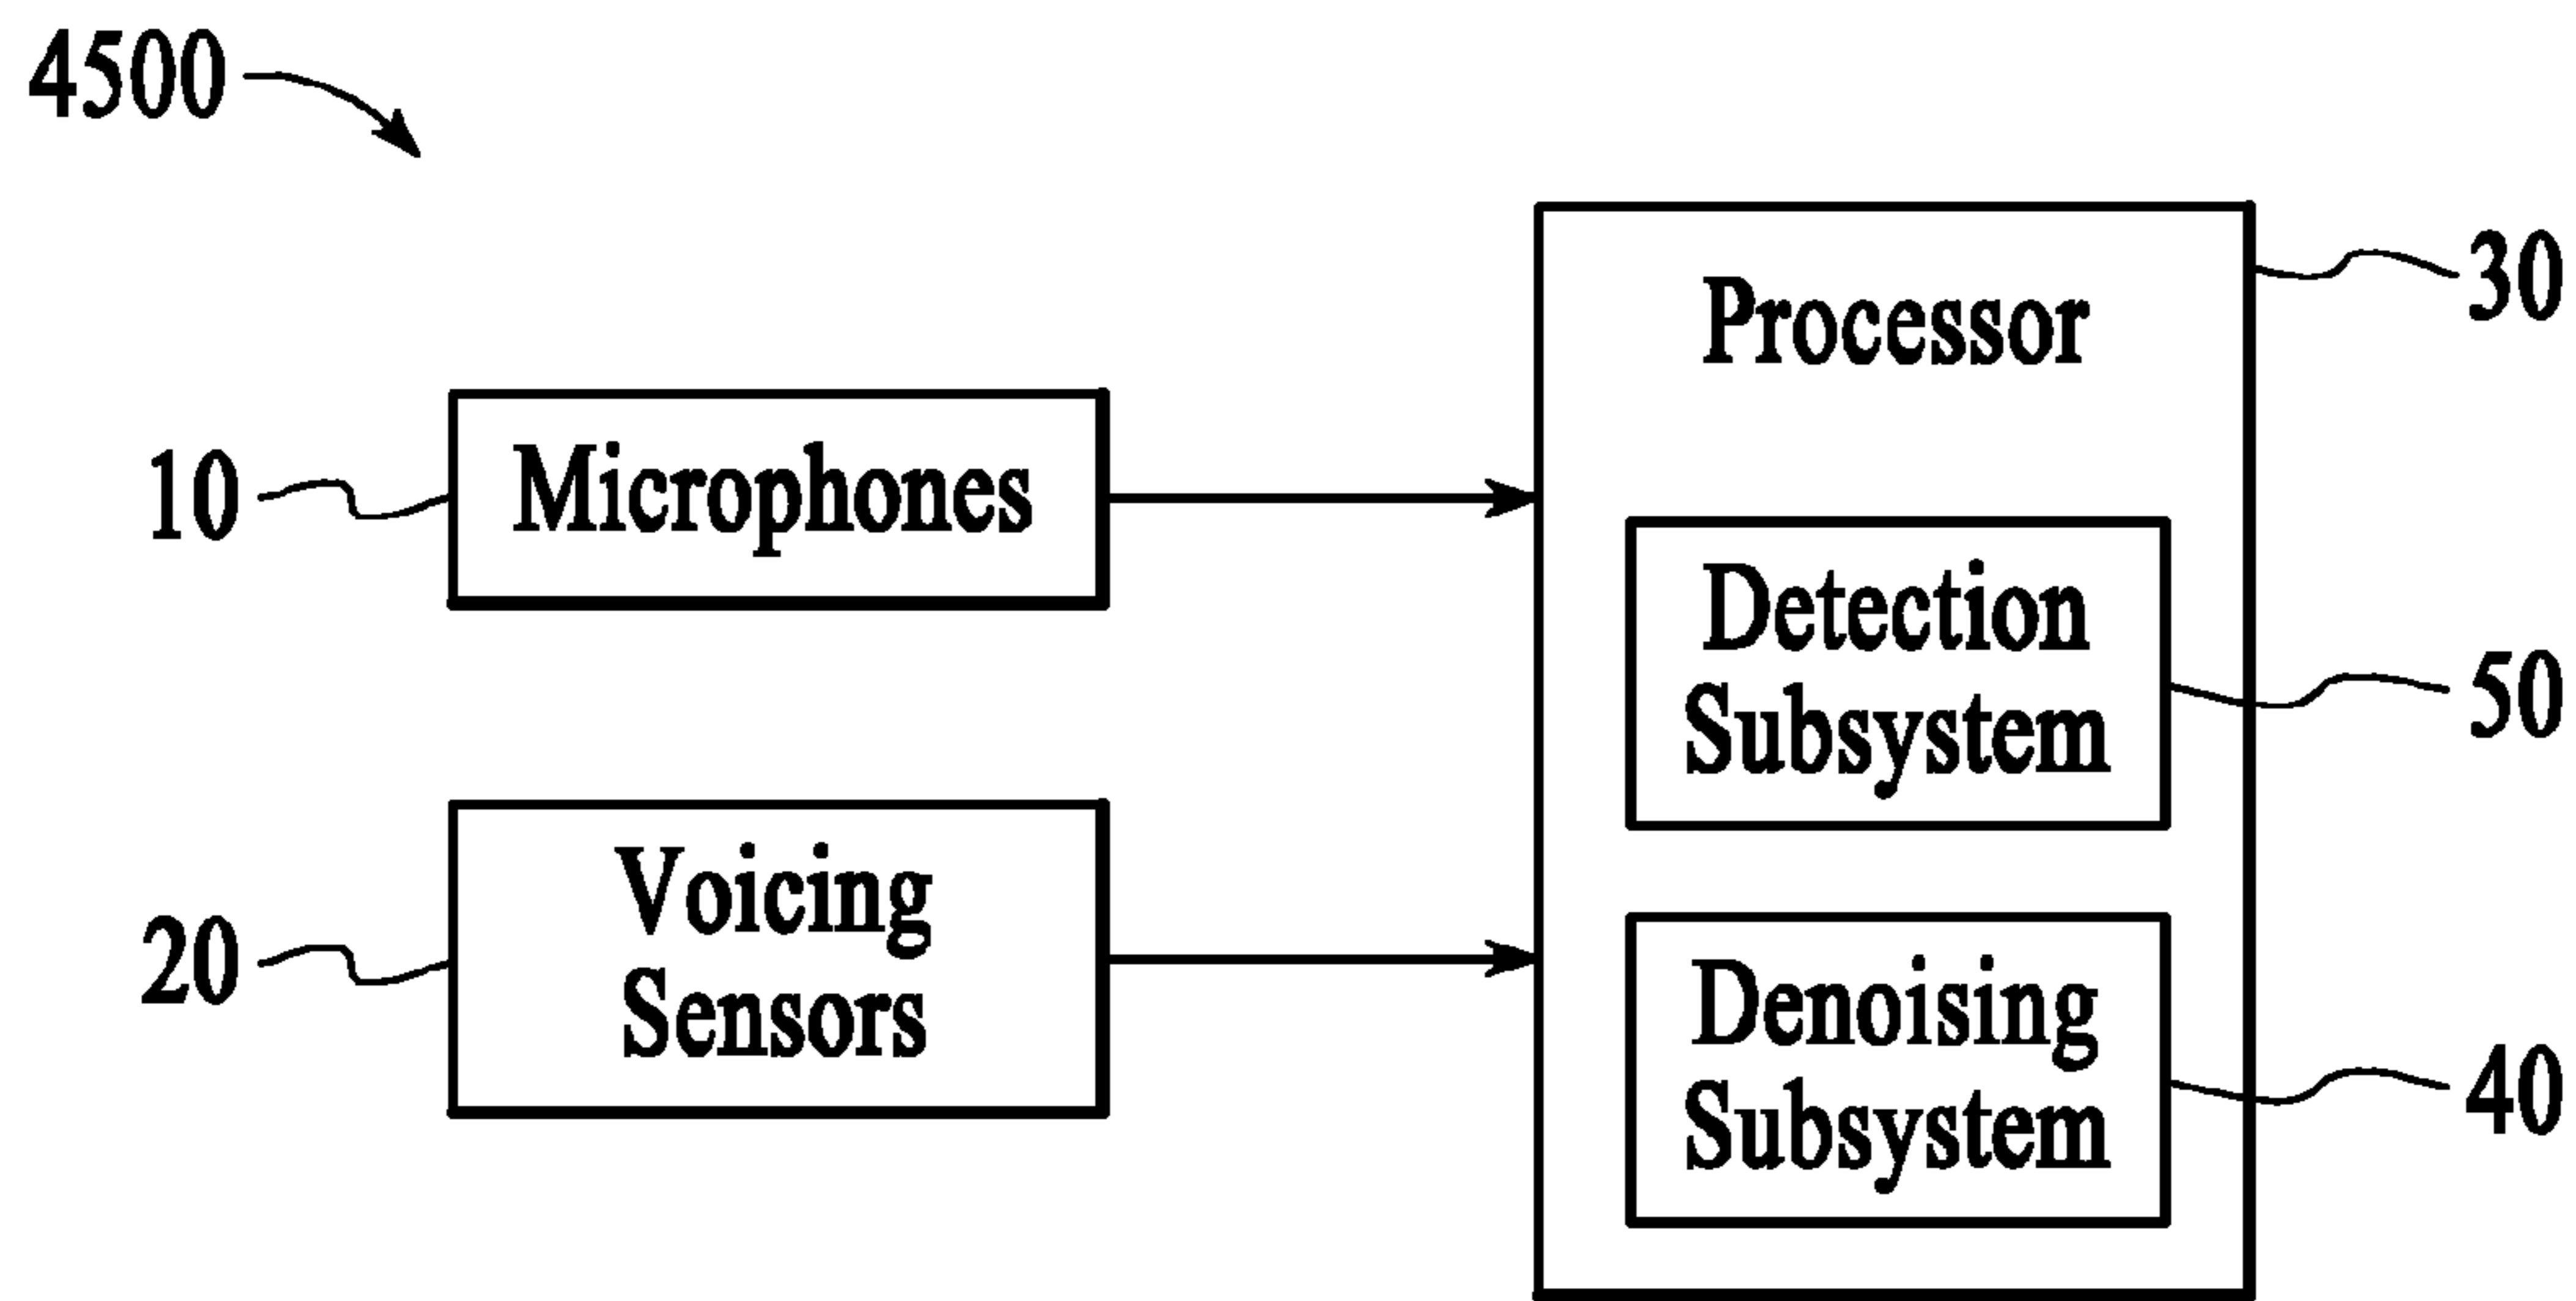 4500
Processor
30
10
Microphones
Detection
Subsystem
50
20
Voicing
Sensors
Denoising
Subsystem
40